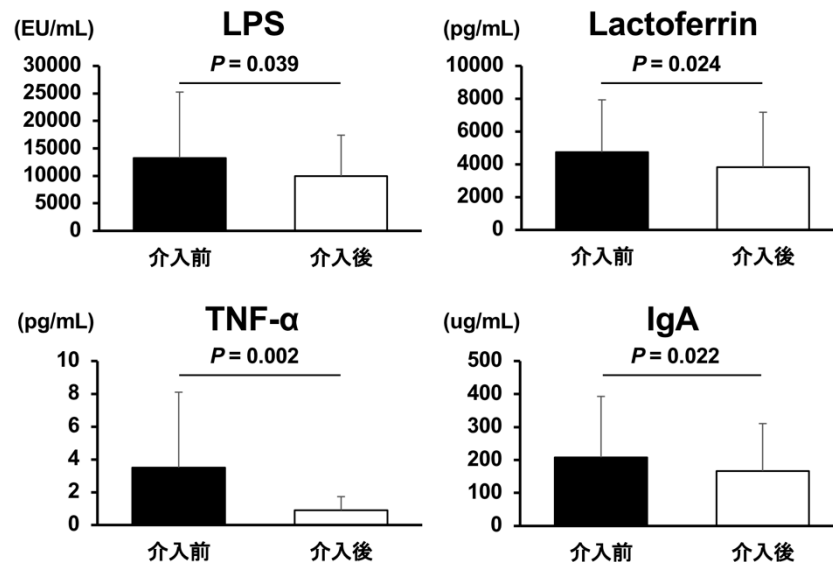 (EU/mL) LPS
P = 0.039
30000
25000
20000
15000
10000
5000
0
介入前 介入後
(pg/mL) Lactoferrin
P = 0.024
10000
8000
6000
4000
2000
0
介入前 介入後
(pg/mL) TNF-α
P = 0.002
10
8
6
4
2
0
介入前 介入後
(ug/mL) IgA
P = 0.022
500
400
300
200
100
0
介入前 介入後